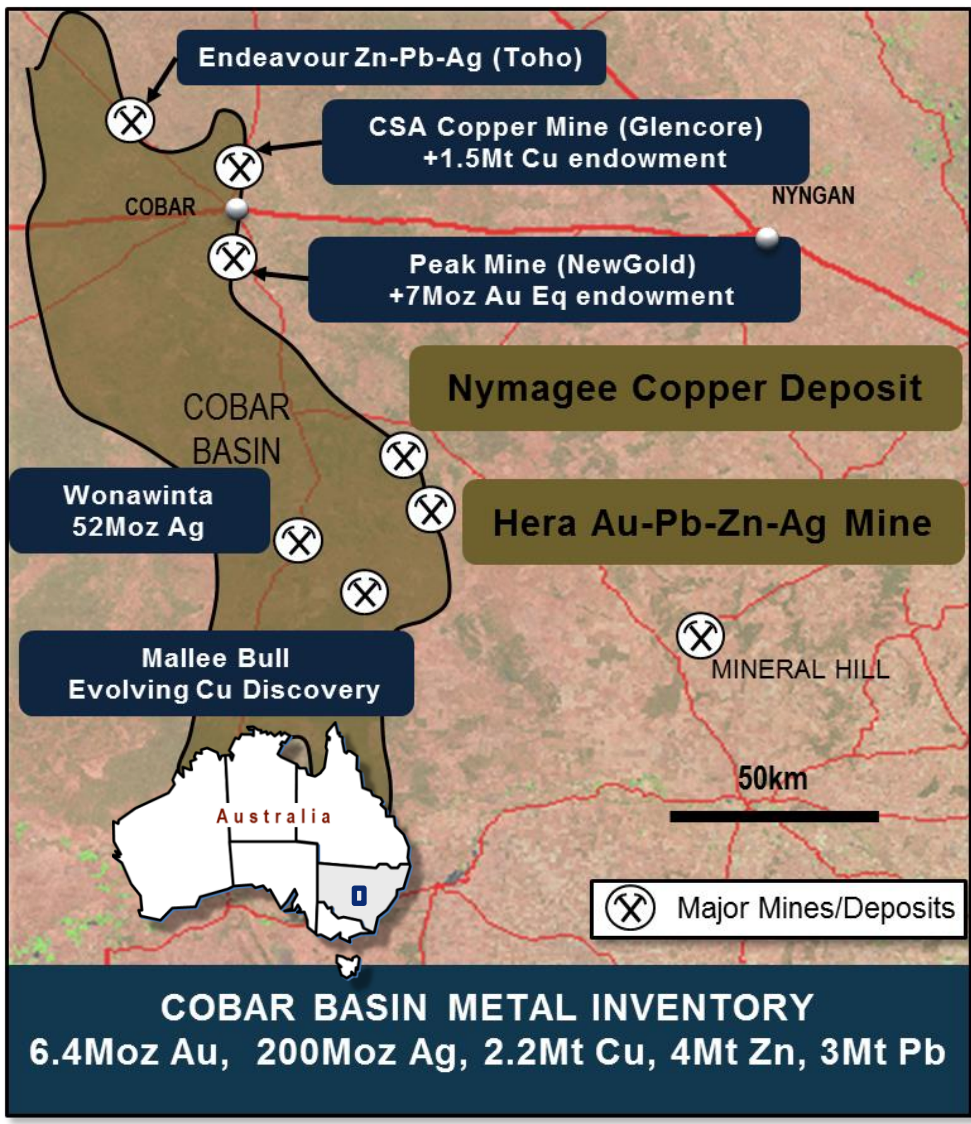 Endeavour Zn-Pb-Ag (Toho)
CSA Copper Mine (Glencore)
+1.5Mt Cu endowment
COBAR
NYNGAN
Peak Mine (NewGold)
+7Moz Au Eq endowment
Nymagee Copper Deposit
COBAR
BASIN
Wonawinta
52Moz Ag
Hera Au-Pb-Zn-Ag Mine
Mallee Bull
Evolving Cu Discovery
MINERAL HILL
50km
Australia
Major Mines/Deposits
COBAR BASIN METAL INVENTORY
6.4Moz Au, 200Moz Ag, 2.2Mt Cu, 4Mt Zn, 3Mt Pb